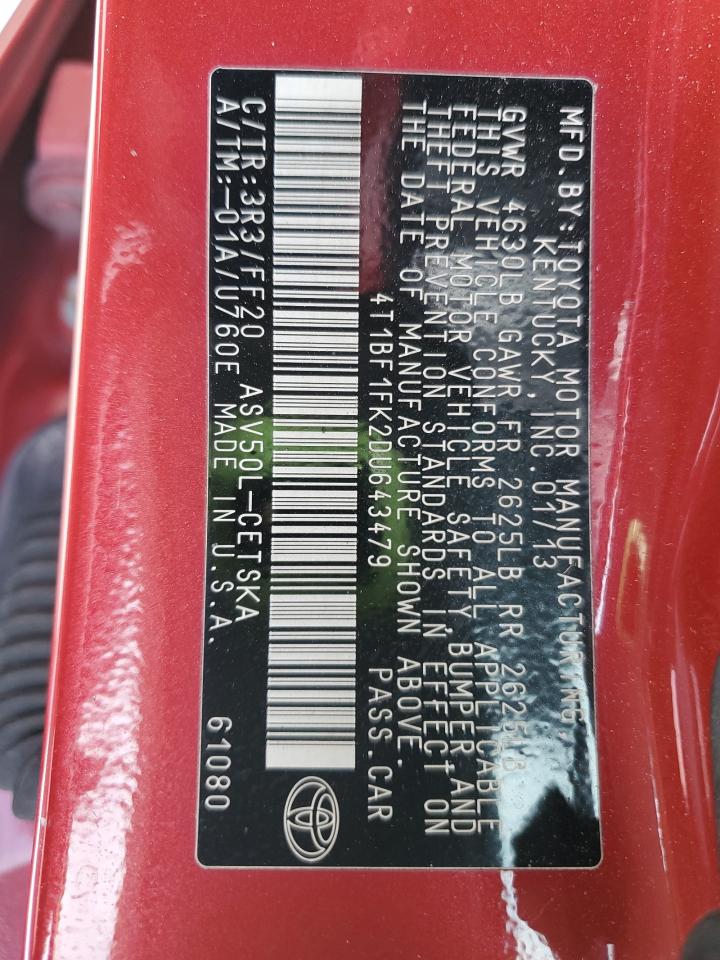 MFD.BY:TOYOTA MOTOR MANUFACTURING,
KENTUCKY,INC.01/13
GVWR 4630LB GAWR FR 2625LB RR 2625LB
THIS VEHICLE CONFORMS TO ALL APPLICABLE
FEDERAL MOTOR VEHICLE SAFETY,BUMPER,AND
THEFT PREVENTION STANDARDS IN EFFECT ON
THE DATE OF MANUFACTURE SHOWN ABOVE.
4T1BF1FK2DU643479 PASS.CAR
C/TR:3R3/FF20 ASV50L-CETSKA
A/TM:-01A/U760E MADE IN U.S.A. 61080